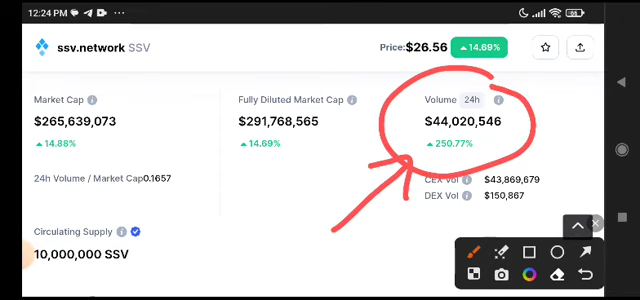 12:24 PM
65
ssv.network SSV
Price: $26.56 14.69%
Market Cap
$265,639,073
14.88%
24h Volume / Market Cap 0.1657
Fully Diluted Market Cap
$291,768,565
14.69%
Volume 24h
$44,020,546
250.77%
CEX Vol $43,869,679
DEX Vol $150,867
Circulating Supply
10,000,000 SSV